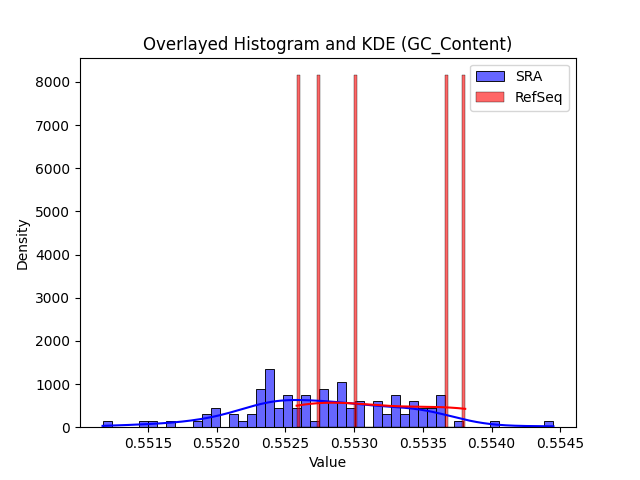 Overlayed Histogram and KDE (GC_Content)
SRA
RefSeq
8000
7000
6000
5000
4000
3000
2000
1000
0
Density
0.5515 0.5520 0.5525 0.5530 0.5535 0.5540 0.5545
Value